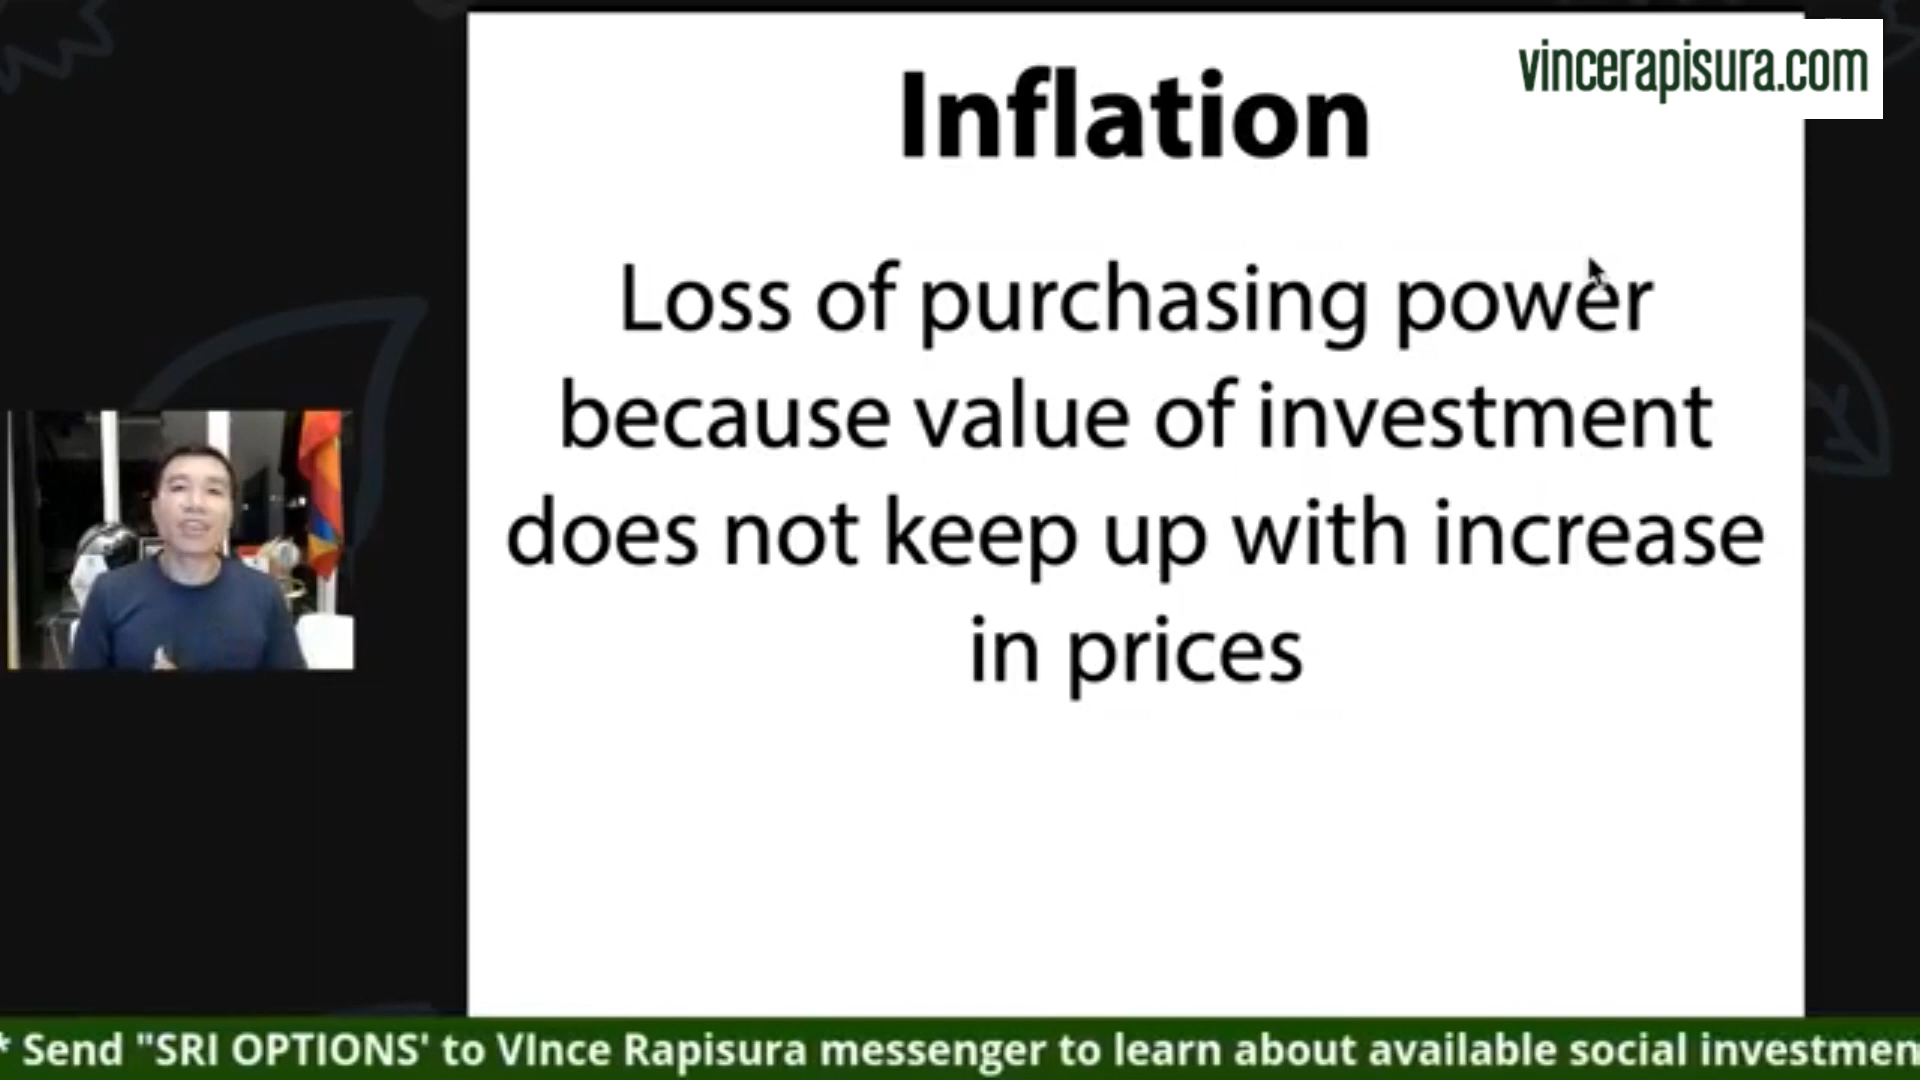 vincerapisura.com
Inflation
Loss of purchasing power
because value of investment
does not keep up with increase
in prices
* Send "SRI OPTIONS' to VInce Rapisura messenger to learn about available social investmen